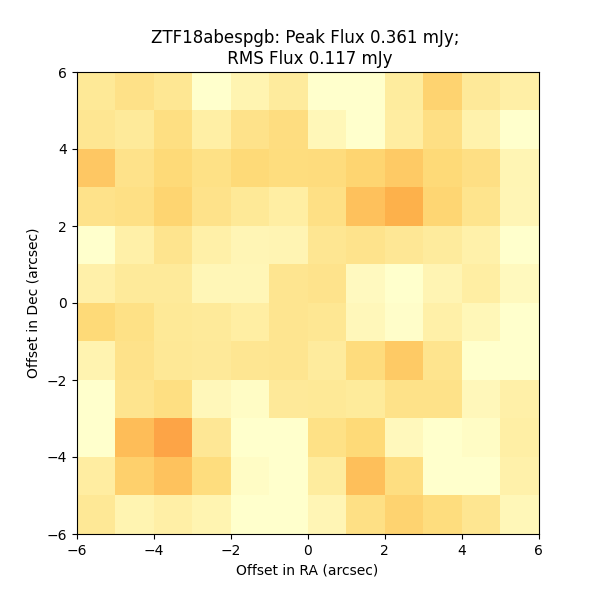 ZTF18abespgb: Peak Flux 0.361 mJy;
RMS Flux 0.117 mJy
6
4
2
0
−2
−4
−6
Offset in Dec (arcsec)
−6 −4 −2 0 2 4 6
Offset in RA (arcsec)